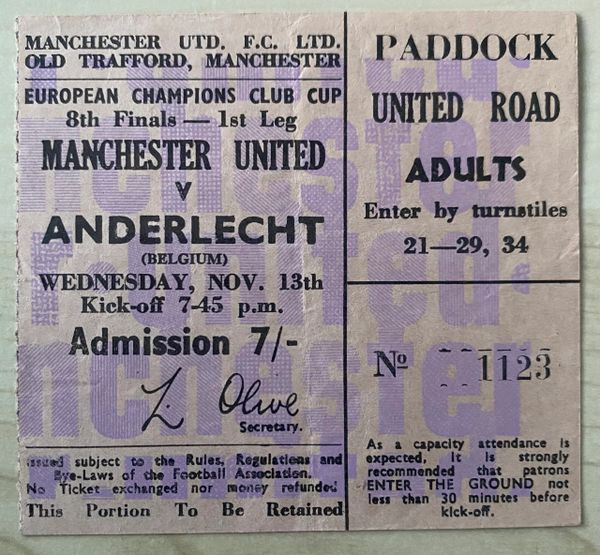 MANCHESTER UTD. F.C. LTD.
OLD TRAFFORD, MANCHESTER
EUROPEAN CHAMPIONS CLUB CUP
8th Finals — 1st Leg
MANCHESTER UNITED
V
ANDERLECHT
(BELGIUM)
WEDNESDAY, NOV. 13th
Kick-off 7-45 p.m.
Admission 7/-
L. Olive
Secretary.
Issued subject to the Rules, Regulations and
Bye-Laws of the Football Association.
No Ticket exchanged nor money refunded
This Portion To Be Retained
PADDOCK
UNITED ROAD
ADULTS
Enter by turnstiles
21—29, 34
No 1123
As a capacity attendance is
expected, it is strongly
recommended that patrons
ENTER THE GROUND not
less than 30 minutes before
kick-off.